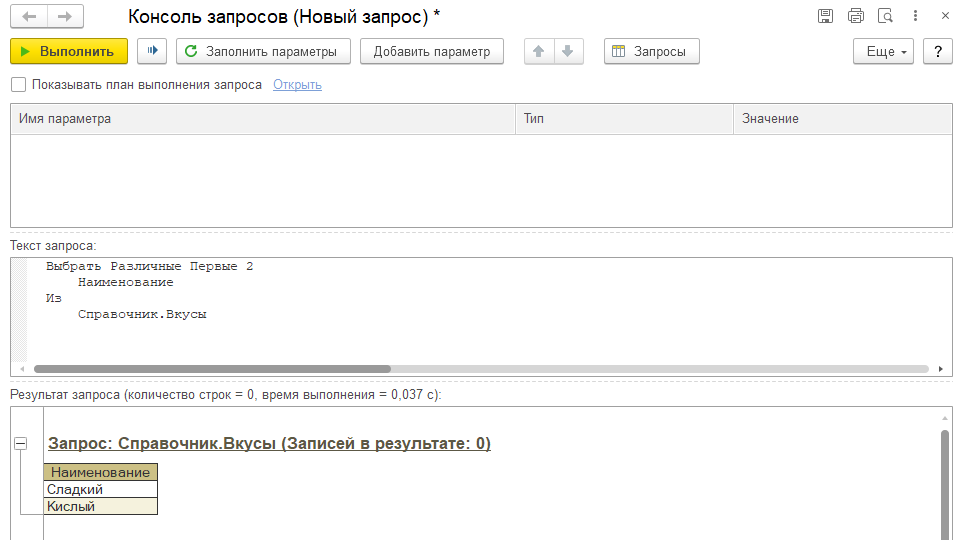 Консоль запросов (Новый запрос) *
Выполнить Заполнить параметры Добавить параметр Запросы Еще ?
Показывать план выполнения запроса Открыть
Имя параметра Тип Значение
Текст запроса:
Выбрать Различные Первые 2
Наименование
Из
Справочник.Вкусы
Результат запроса (количество строк = 0, время выполнения = 0,037 с):
Запрос: Справочник.Вкусы (Записей в результате: 0)
Наименование
Сладкий
Кислый